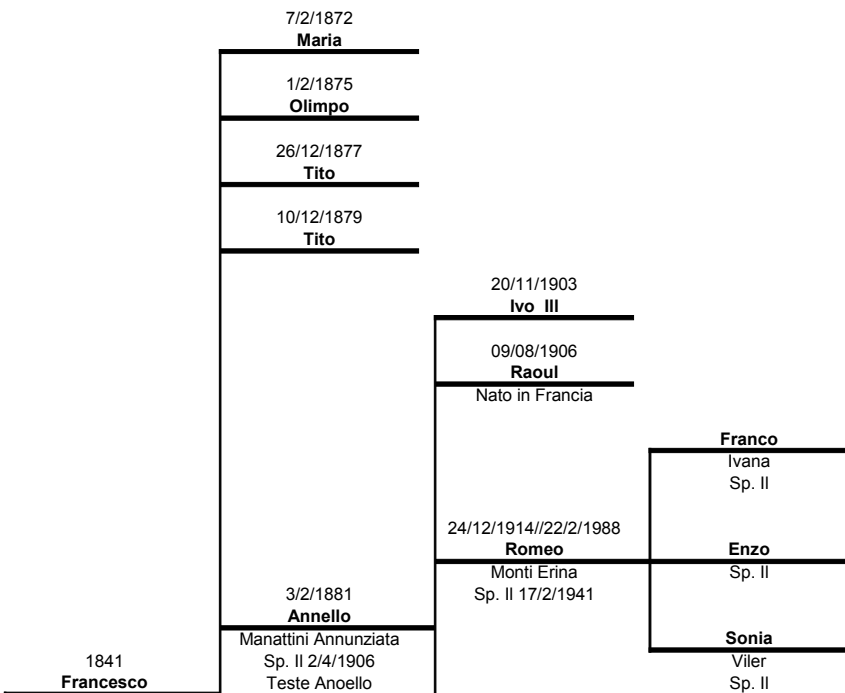 7/2/1872
Maria
1/2/1875
Olimpo
26/12/1877
Tito
10/12/1879
Tito
20/11/1903
Ivo III
09/08/1906
Raoul
Nato in Francia
Franco
Ivana
Sp. II
24/12/1914//22/2/1988
Romeo
Monti Erina
Sp. II 17/2/1941
Enzo
Sp. II
3/2/1881
Annello
Manattini Annunziata
Sp. II 2/4/1906
Teste Anoello
Sonia
Viler
Sp. II
1841
Francesco